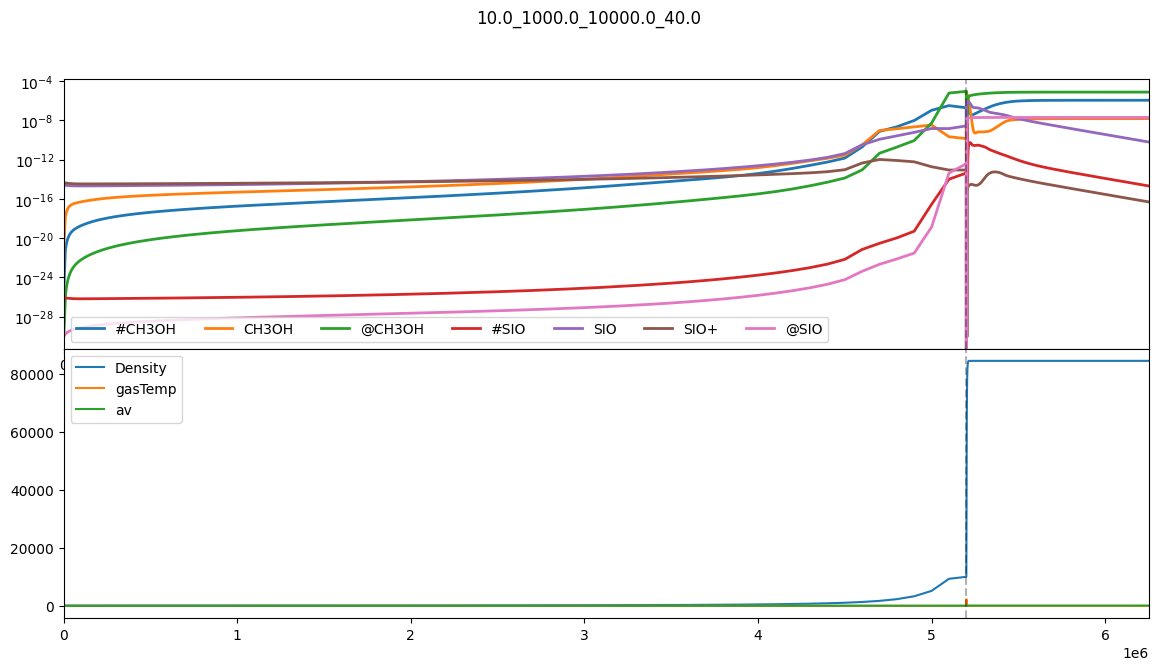 10.0_1000.0_10000.0_40.0
10⁻⁴
10⁻⁸
10⁻¹²
10⁻¹⁶
10⁻²⁰
10⁻²⁴
10⁻²⁸
#CH3OH CH3OH @CH3OH #SIO SIO SIO+ @SIO
0
Density
gasTemp
av
80000
60000
40000
20000
0
0 1 2 3 4 5 6
1e6